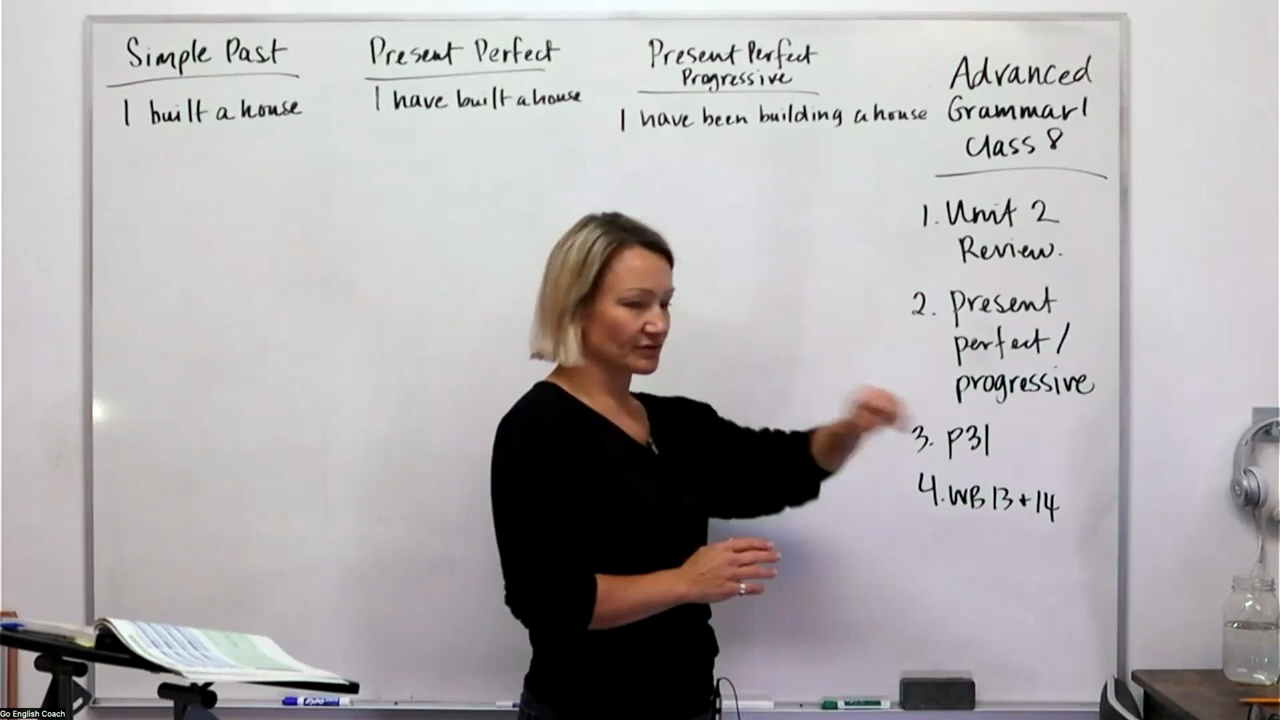 Simple Past
I built a house
Present Perfect
I have built a house
Present Perfect
Progressive
I have been building a house
Advanced
Grammar 1
Class 8
1. Unit 2
Review.
2. Present
perfect/
progressive
3. P31
4. WB 13 + 14
Go English Coach